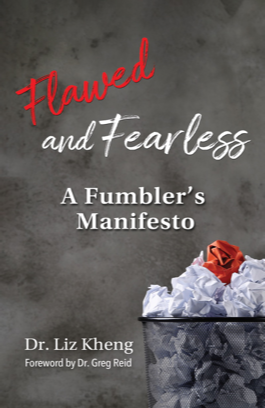 Flawed
and Fearless
A Fumbler's
Manifesto
Dr. Liz Kheng
Foreword by Dr. Greg Reid